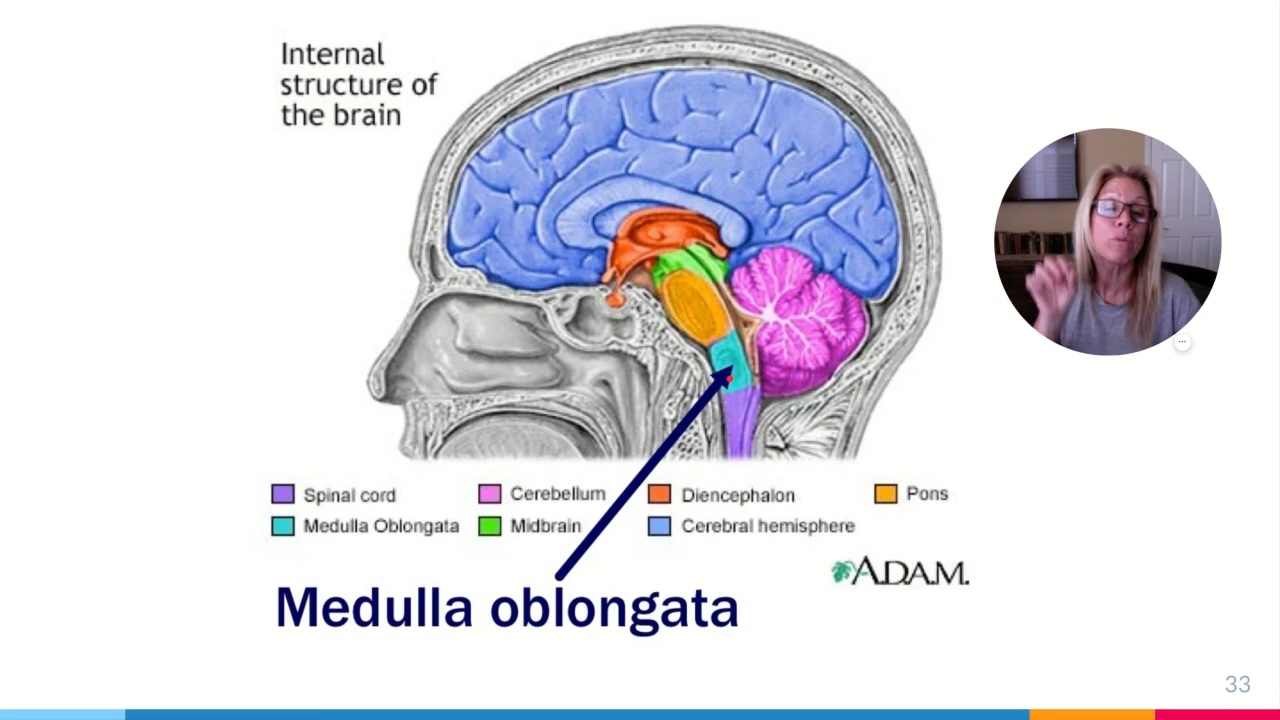 Internal
structure of
the brain
Spinal cord
Cerebellum
Diencephalon
Pons
Medulla Oblongata
Midbrain
Cerebral hemisphere
A.D.A.M.
Medulla oblongata
33